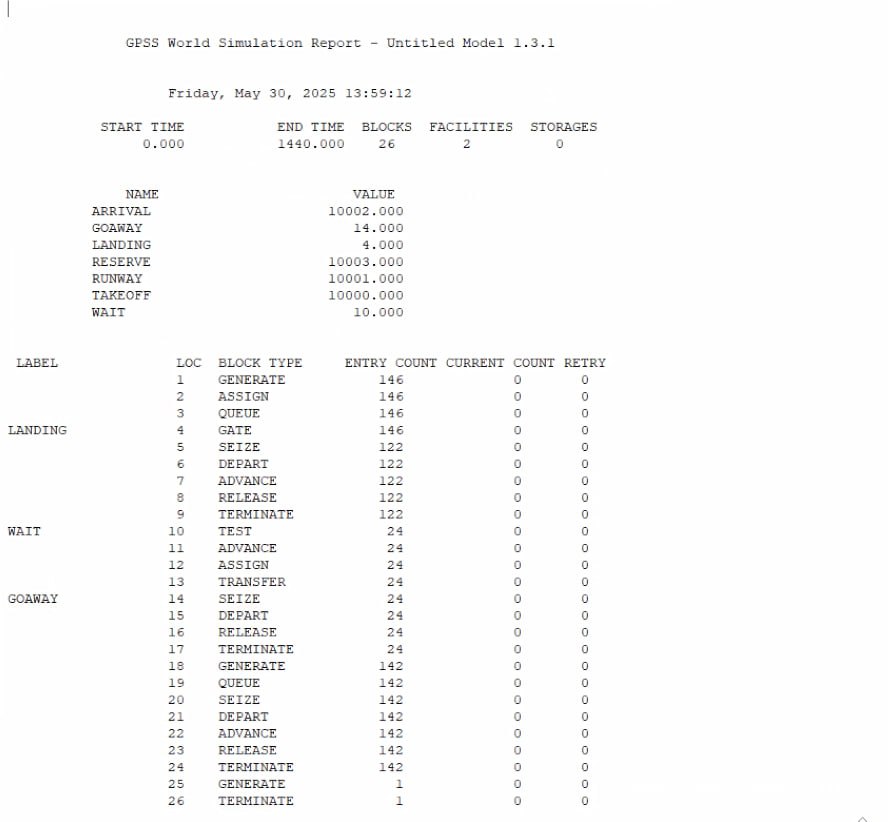 GPSS World Simulation Report - Untitled Model 1.3.1
Friday, May 30, 2025 13:59:12
START TIME END TIME BLOCKS FACILITIES STORAGES
0.000 1440.000 26 2 0
NAME VALUE
ARRIVAL 10002.000
GOAWAY 14.000
LANDING 4.000
RESERVE 10003.000
RUNWAY 10001.000
TAKEOFF 10000.000
WAIT 10.000
LABEL LOC BLOCK TYPE ENTRY COUNT CURRENT COUNT RETRY
1 GENERATE 146 0 0
2 ASSIGN 146 0 0
3 QUEUE 146 0 0
LANDING 4 GATE 146 0 0
5 SEIZE 122 0 0
6 DEPART 122 0 0
7 ADVANCE 122 0 0
8 RELEASE 122 0 0
9 TERMINATE 122 0 0
WAIT 10 TEST 24 0 0
11 ADVANCE 24 0 0
12 ASSIGN 24 0 0
13 TRANSFER 24 0 0
GOAWAY 14 SEIZE 24 0 0
15 DEPART 24 0 0
16 RELEASE 24 0 0
17 TERMINATE 24 0 0
18 GENERATE 142 0 0
19 QUEUE 142 0 0
20 SEIZE 142 0 0
21 DEPART 142 0 0
22 ADVANCE 142 0 0
23 RELEASE 142 0 0
24 TERMINATE 142 0 0
25 GENERATE 1 0 0
26 TERMINATE 1 0 0